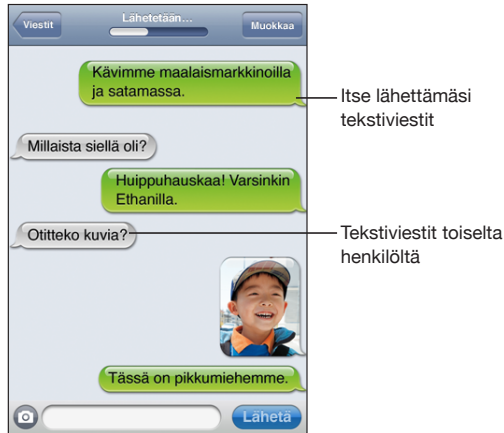 Viestit
Lähetetään...
Muokkaa
Kävimme maalaismarkkinoilla
ja satamassa.
Itse lähettämäsi
tekstiviestit
Millaista siellä oli?
Huippuhauskaa! Varsinkin
Ethanilla.
Otitteko kuvia?
Tekstiviestit toiselta
henkilöltä
Tässä on pikkumiehemme.
Lähetä